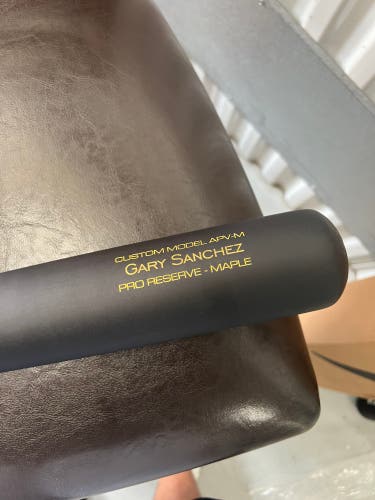 CUSTOM MODEL APV-M
GARY SANCHEZ
PRO RESERVE - MAPLE